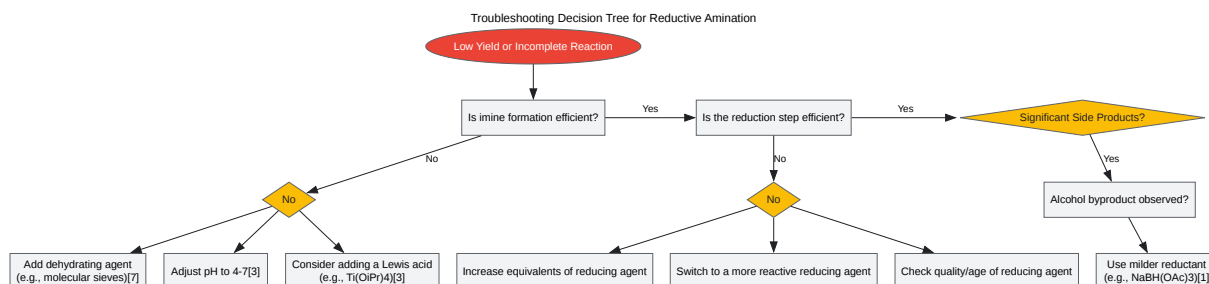 Troubleshooting Decision Tree for Reductive Amination
Low Yield or Incomplete Reaction
Is imine formation efficient?
Yes
Is the reduction step efficient?
Yes
Significant Side Products?
No
No
Yes
No
No
Alcohol byproduct observed?
Add dehydrating agent
(e.g., molecular sieves)[7]
Adjust pH to 4-7[3]
Consider adding a Lewis acid
(e.g., Ti(OiPr)4)[3]
Increase equivalents of reducing agent
Switch to a more reactive reducing agent
Check quality/age of reducing agent
Use milder reductant
(e.g., NaBH(OAc)3)[1]